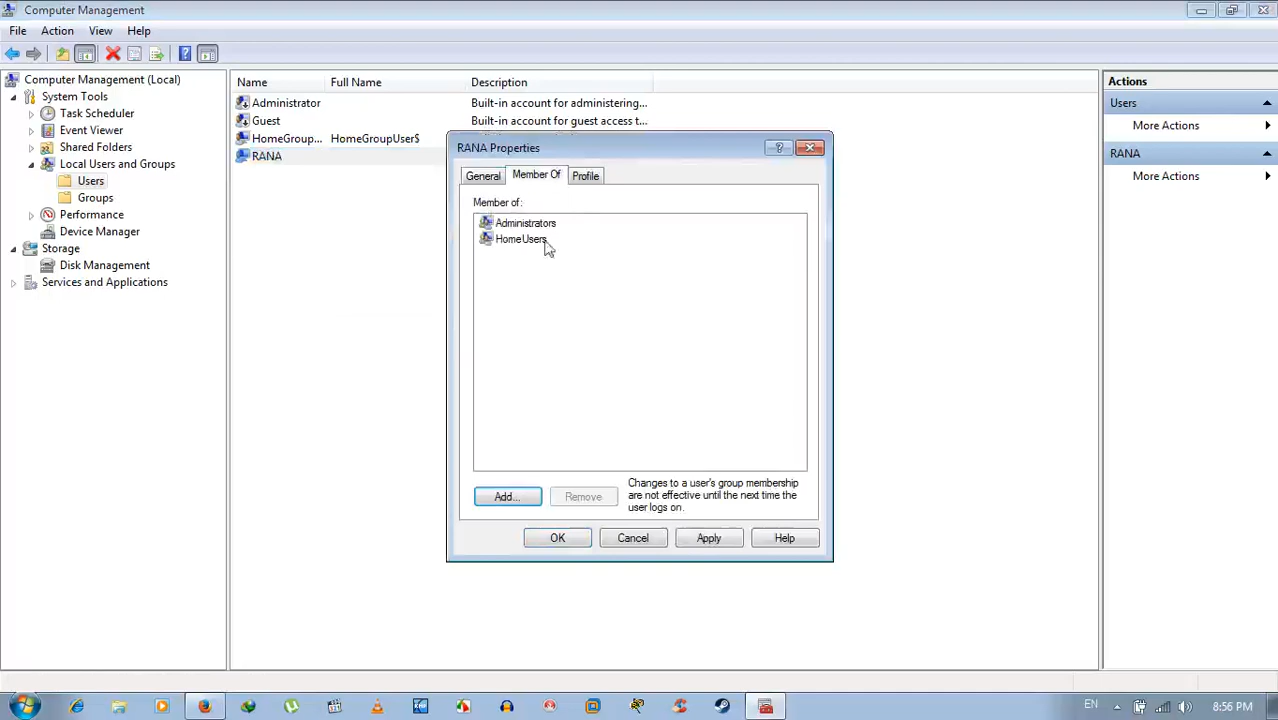 Computer Management
File Action View Help
Computer Management (Local)
System Tools
Task Scheduler
Event Viewer
Shared Folders
Local Users and Groups
Users
Groups
Performance
Device Manager
Storage
Disk Management
Services and Applications
Name Full Name Description
Administrator Built-in account for administering...
Guest Built-in account for guest access t...
HomeGroup... HomeGroupUser$
RANA
RANA Properties
General Member Of Profile
Member of:
Administrators
HomeUsers
Add... Remove
Changes to a user's group membership
are not effective until the next time the
user logs on.
OK Cancel Apply Help
Actions
Users
More Actions
RANA
More Actions
EN 8:56 PM